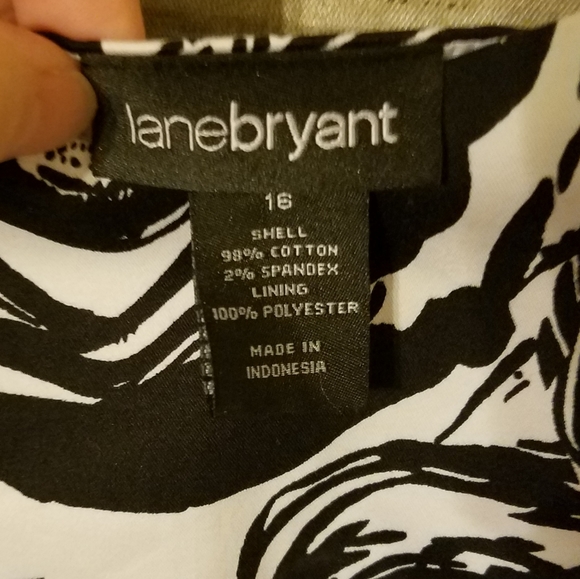 lanebryant
16
SHELL
98% COTTON
2% SPANDEX
LINING
100% POLYESTER
MADE IN
INDONESIA